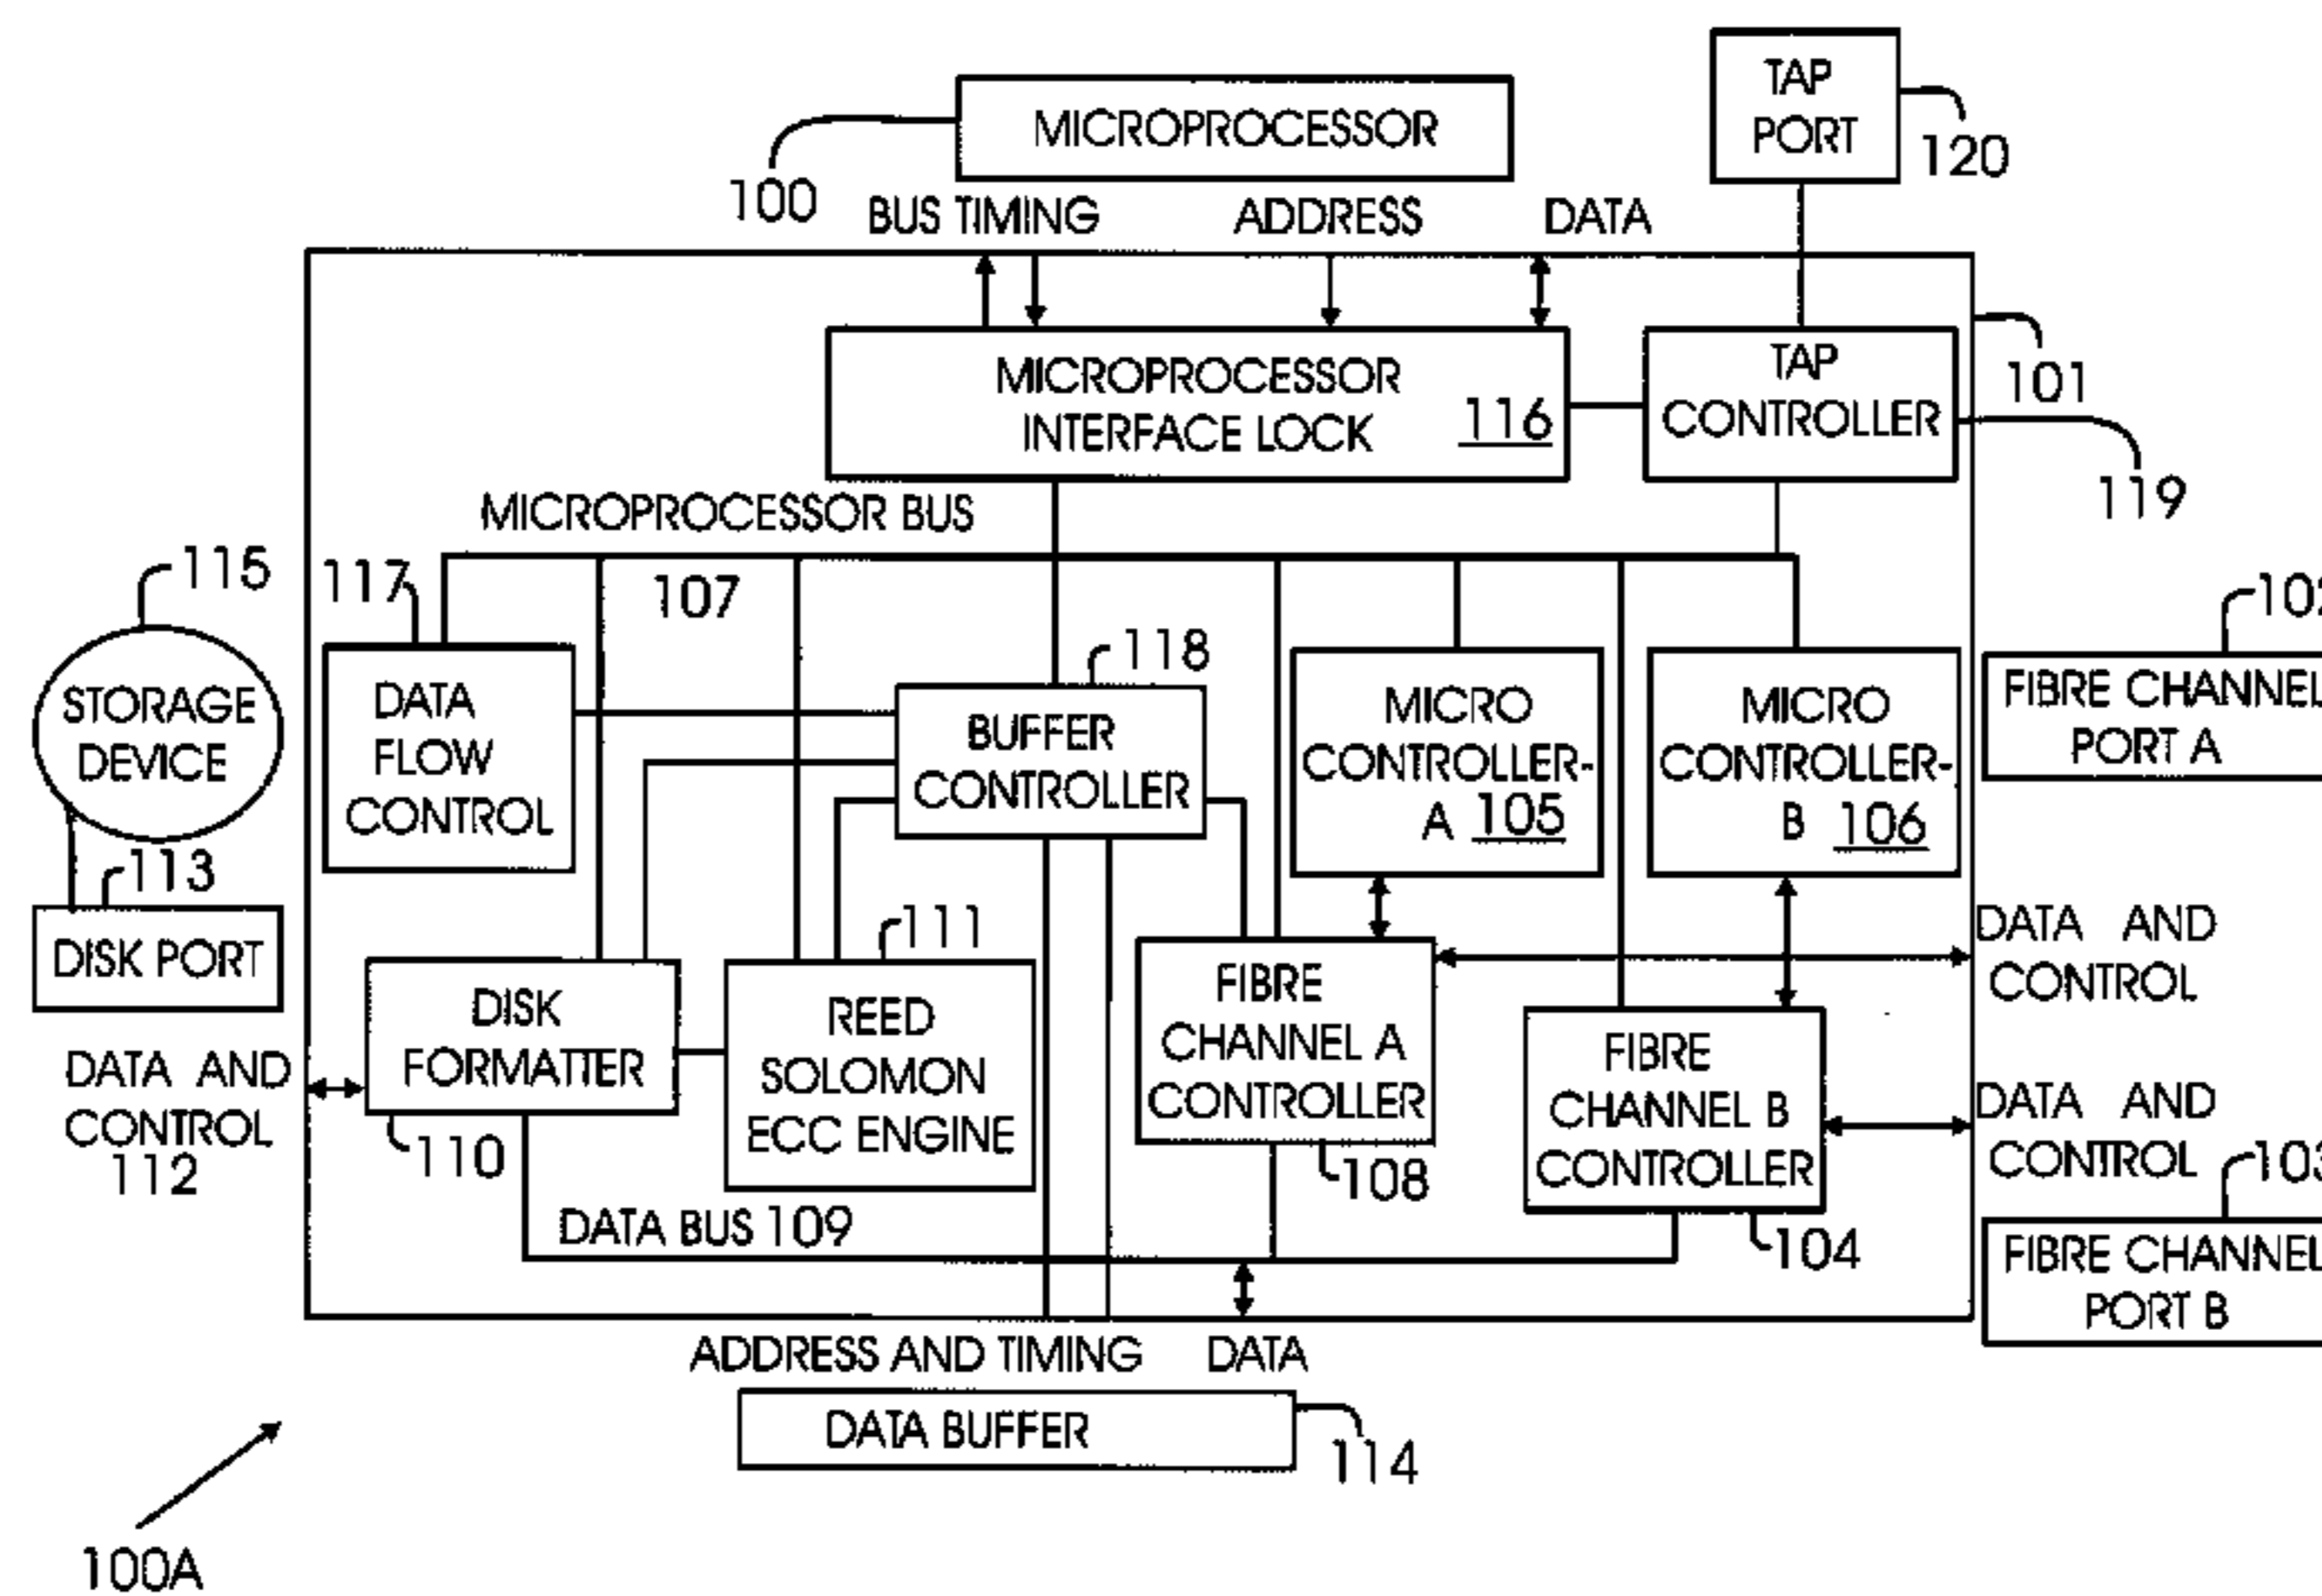 TAP
PORT
120
MICROPROCESSOR
100
BUS TIMING
ADDRESS
DATA
MICROPROCESSOR
INTERFACE LOCK
116
TAP
CONTROLLER
101
119
MICROPROCESSOR BUS
107
115
STORAGE
DEVICE
117
DATA
FLOW
CONTROL
118
BUFFER
CONTROLLER
MICRO
CONTROLLER-
A 105
MICRO
CONTROLLER-
B 106
FIBRE CHANNEL
PORT A
113
DISK PORT
DATA AND
CONTROL
112
DISK
FORMATTER
110
111
REED
SOLOMON
ECC ENGINE
FIBRE
CHANNEL A
CONTROLLER
108
FIBRE
CHANNEL B
CONTROLLER
104
DATA AND
CONTROL
DATA AND
CONTROL
FIBRE CHANNEL
PORT B
DATA BUS 109
ADDRESS AND TIMING
DATA
DATA BUFFER
114
100A